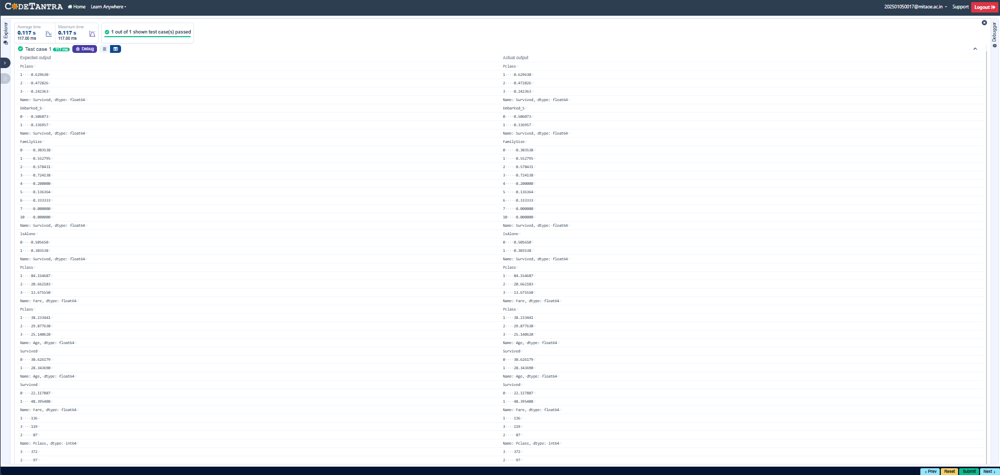 CODETANTRA Home Learn Anywhere 202501050017@mitaoe.ac.in Support Logout
Explorer
Debugger
Average time Maximum time
0.117 s 0.117 s
117.00 ms 117.00 ms
1 out of 1 shown test case(s) passed
Test case 1 117 ms Debug
Expected output Actual output
Pclass Pclass
1····0.629630 1····0.629630
2····0.472826 2····0.472826
3····0.242363 3····0.242363
Name:·Survived,·dtype:·float64 Name:·Survived,·dtype:·float64
Embarked_S Embarked_S
0····0.506073 0····0.506073
1····0.336957 1····0.336957
Name:·Survived,·dtype:·float64 Name:·Survived,·dtype:·float64
FamilySize FamilySize
0·····0.303538 0·····0.303538
1·····0.552795 1·····0.552795
2·····0.578431 2·····0.578431
3·····0.724138 3·····0.724138
4·····0.200000 4·····0.200000
5·····0.136364 5·····0.136364
6·····0.333333 6·····0.333333
7·····0.000000 7·····0.000000
10····0.000000 10····0.000000
Name:·Survived,·dtype:·float64 Name:·Survived,·dtype:·float64
IsAlone IsAlone
0····0.505650 0····0.505650
1····0.303538 1····0.303538
Name:·Survived,·dtype:·float64 Name:·Survived,·dtype:·float64
Pclass Pclass
1····84.154687 1····84.154687
2····20.662183 2····20.662183
3····13.675550 3····13.675550
Name:·Fare,·dtype:·float64 Name:·Fare,·dtype:·float64
Pclass Pclass
1····38.233441 1····38.233441
2····29.877630 2····29.877630
3····25.140620 3····25.140620
Name:·Age,·dtype:·float64 Name:·Age,·dtype:·float64
Survived Survived
0····30.626179 0····30.626179
1····28.343690 1····28.343690
Name:·Age,·dtype:·float64 Name:·Age,·dtype:·float64
Survived Survived
0····22.117887 0····22.117887
1····48.395408 1····48.395408
Name:·Fare,·dtype:·float64 Name:·Fare,·dtype:·float64
1····136 1····136
3····119 3····119
2·····87 2·····87
Name:·Pclass,·dtype:·int64 Name:·Pclass,·dtype:·int64
3····372 3····372
2·····97 2·····97
‹ Prev Reset Submit Next ›